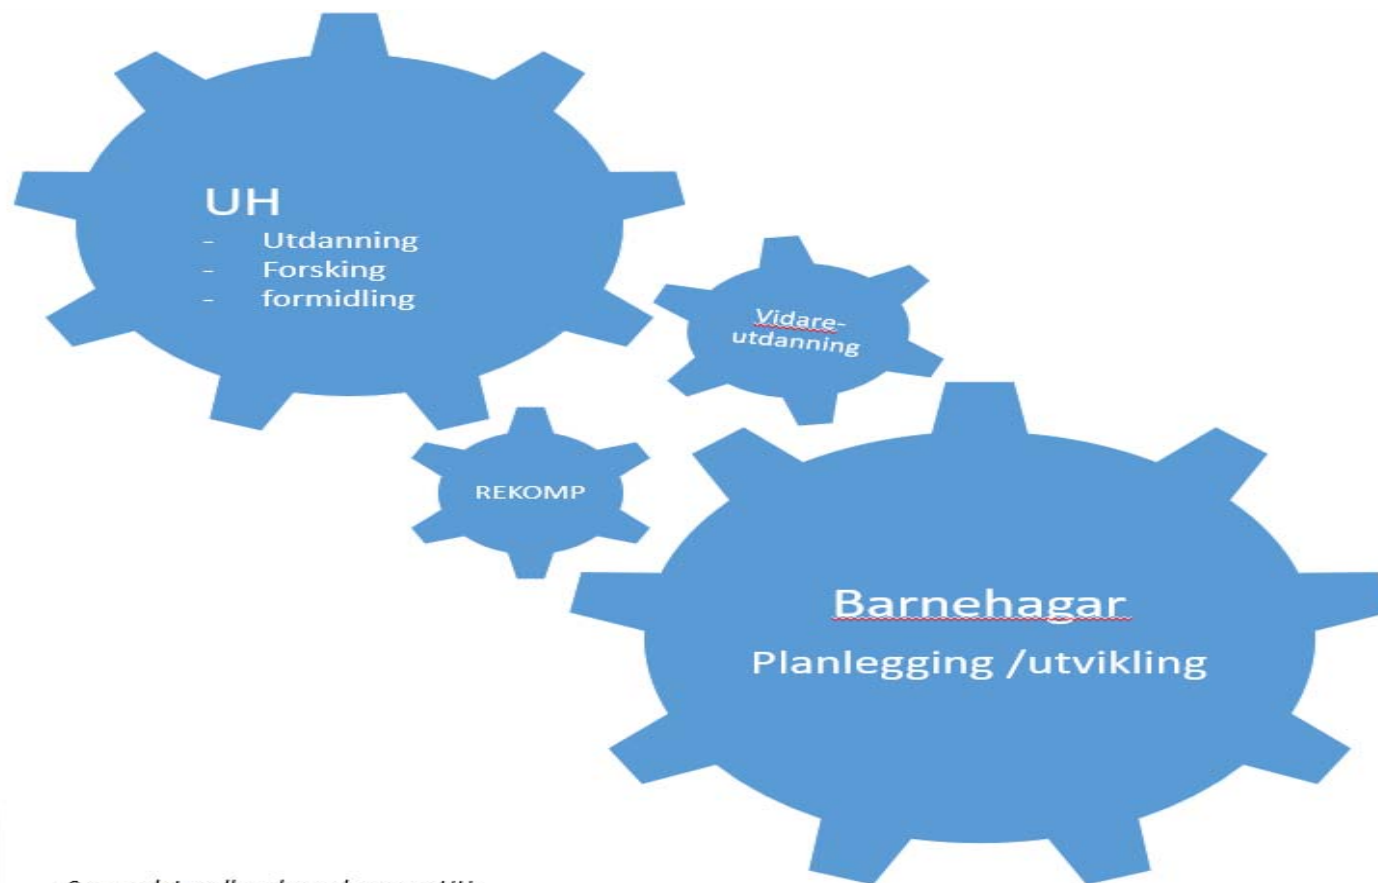 UH
- Utdanning
- Forsking
- formidling
Vidare-
utdanning
REKOMP
Barnehagar
Planlegging /utvikling